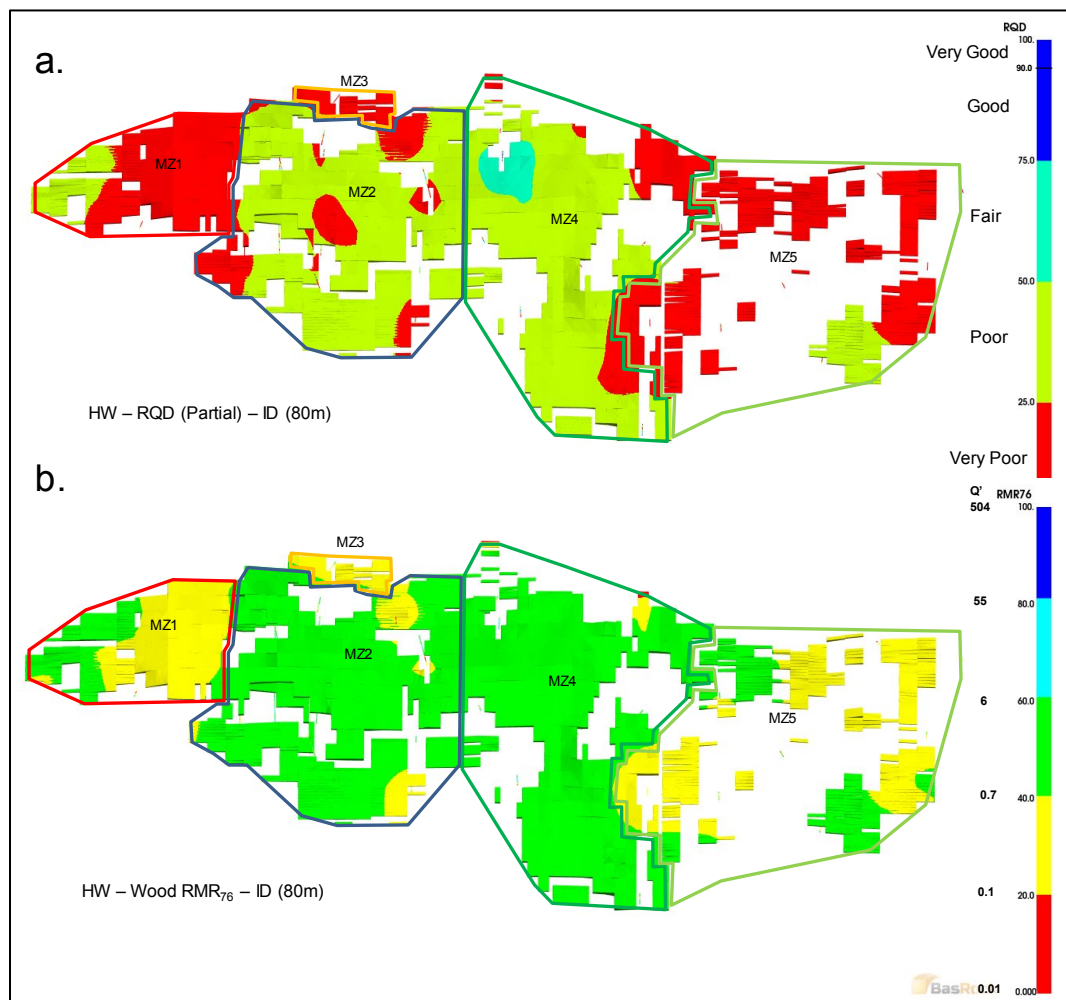 a.
MZ3
MZ1
MZ2
MZ4
MZ5
HW – RQD (Partial) – ID (80m)
RQD
Very Good
100.
90.0
Good
75.0
Fair
50.0
Poor
25.0
Very Poor
b.
MZ3
MZ1
MZ2
MZ4
MZ5
HW – Wood RMR₇₆ – ID (80m)
Q' RMR76
504 100.
55 80.0
6 60.0
0.7 40.0
0.1 20.0
0.01 0.000